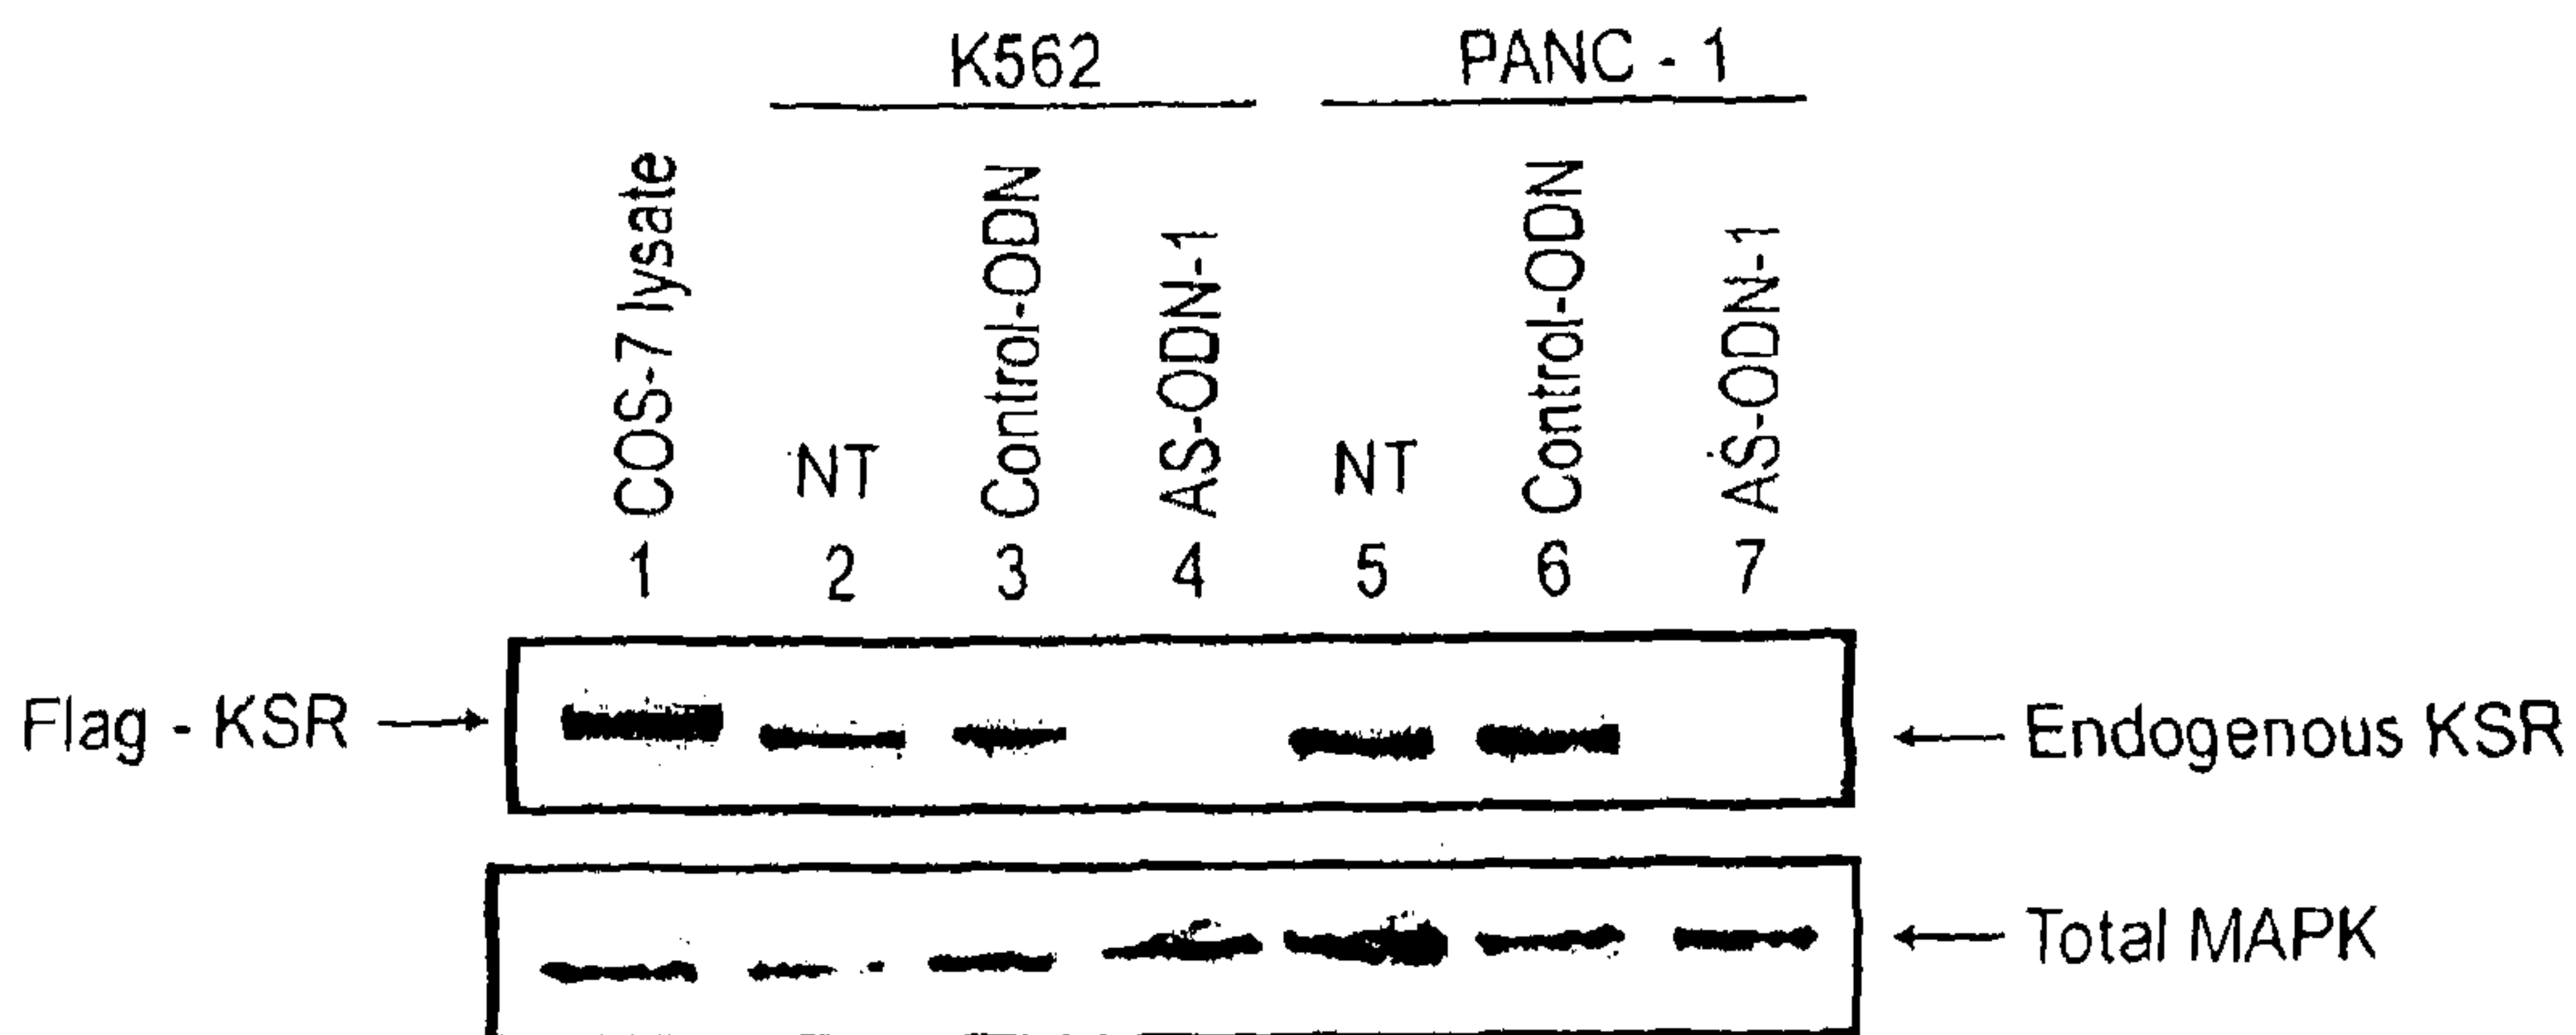 K562
PANC - 1
COS-7 lysate
NT
Control-ODN
AS-ODN-1
NT
Control-ODN
AS-ODN-1
1 2 3 4 5 6 7
Flag - KSR
Endogenous KSR
Total MAPK